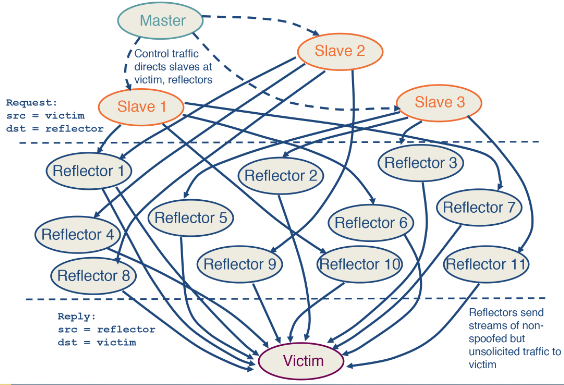 Master
Slave 2
Control traffic
directs slaves at
victim, reflectors
Slave 1
Slave 3
Request:
src = victim
dst = reflector
Reflector 1
Reflector 2
Reflector 3
Reflector 4
Reflector 5
Reflector 6
Reflector 7
Reflector 8
Reflector 9
Reflector 10
Reflector 11
Reply:
src = reflector
dst = victim
Reflectors send
streams of non-
spoofed but
unsolicited traffic to
victim
Victim